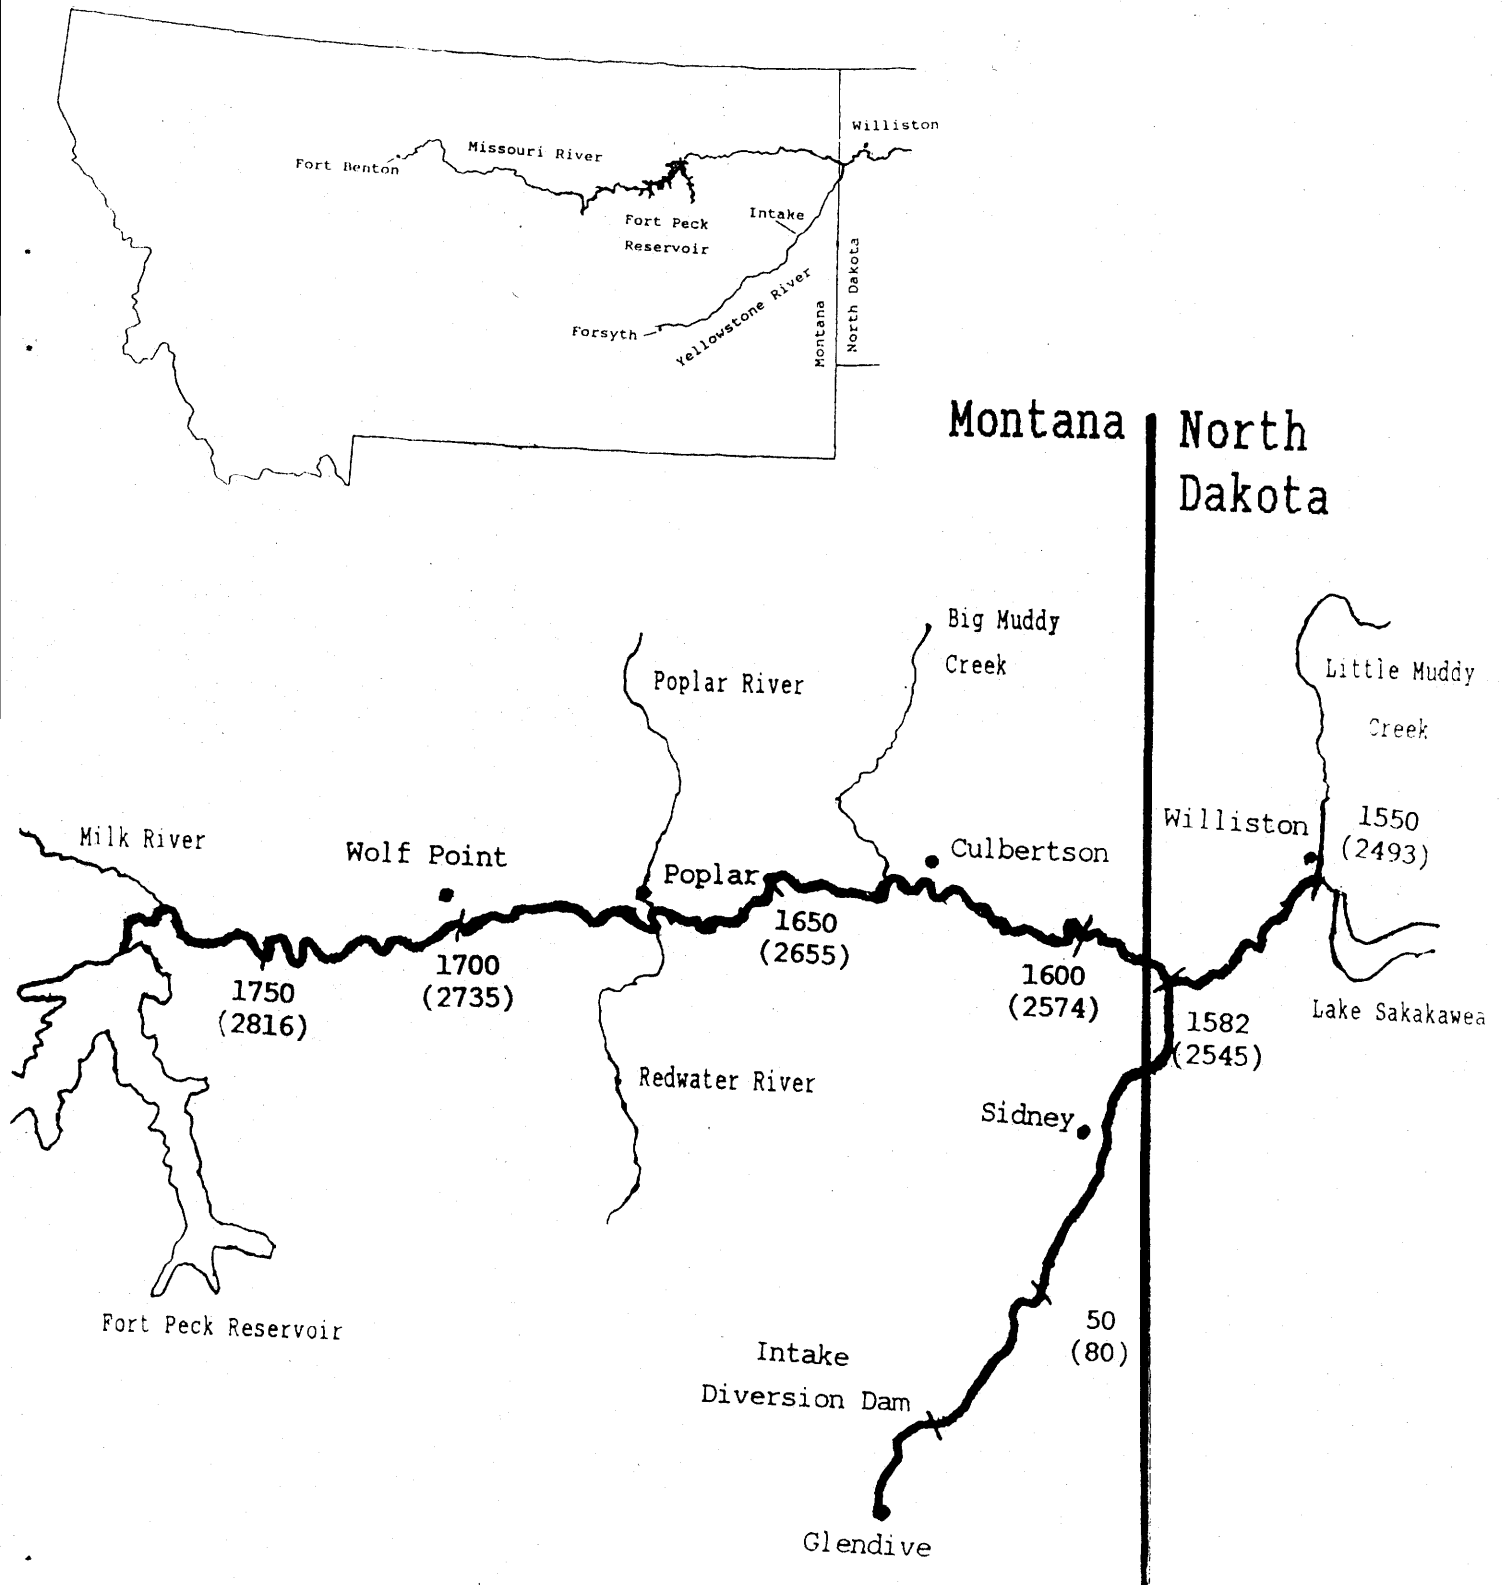 Williston
Missouri River
Fort Benton
Fort Peck
Reservoir
Intake
Forsyth
Yellowstone River
Montana
North Dakota
Montana
North
Dakota
Big Muddy
Creek
Poplar River
Little Muddy
Creek
Milk River
Wolf Point
Poplar
Culbertson
Williston
1550
(2493)
1650
(2655)
1700
(2735)
1750
(2816)
1600
(2574)
1582
(2545)
Lake Sakakawea
Redwater River
Sidney
Fort Peck Reservoir
50
(80)
Intake
Diversion Dam
Glendive